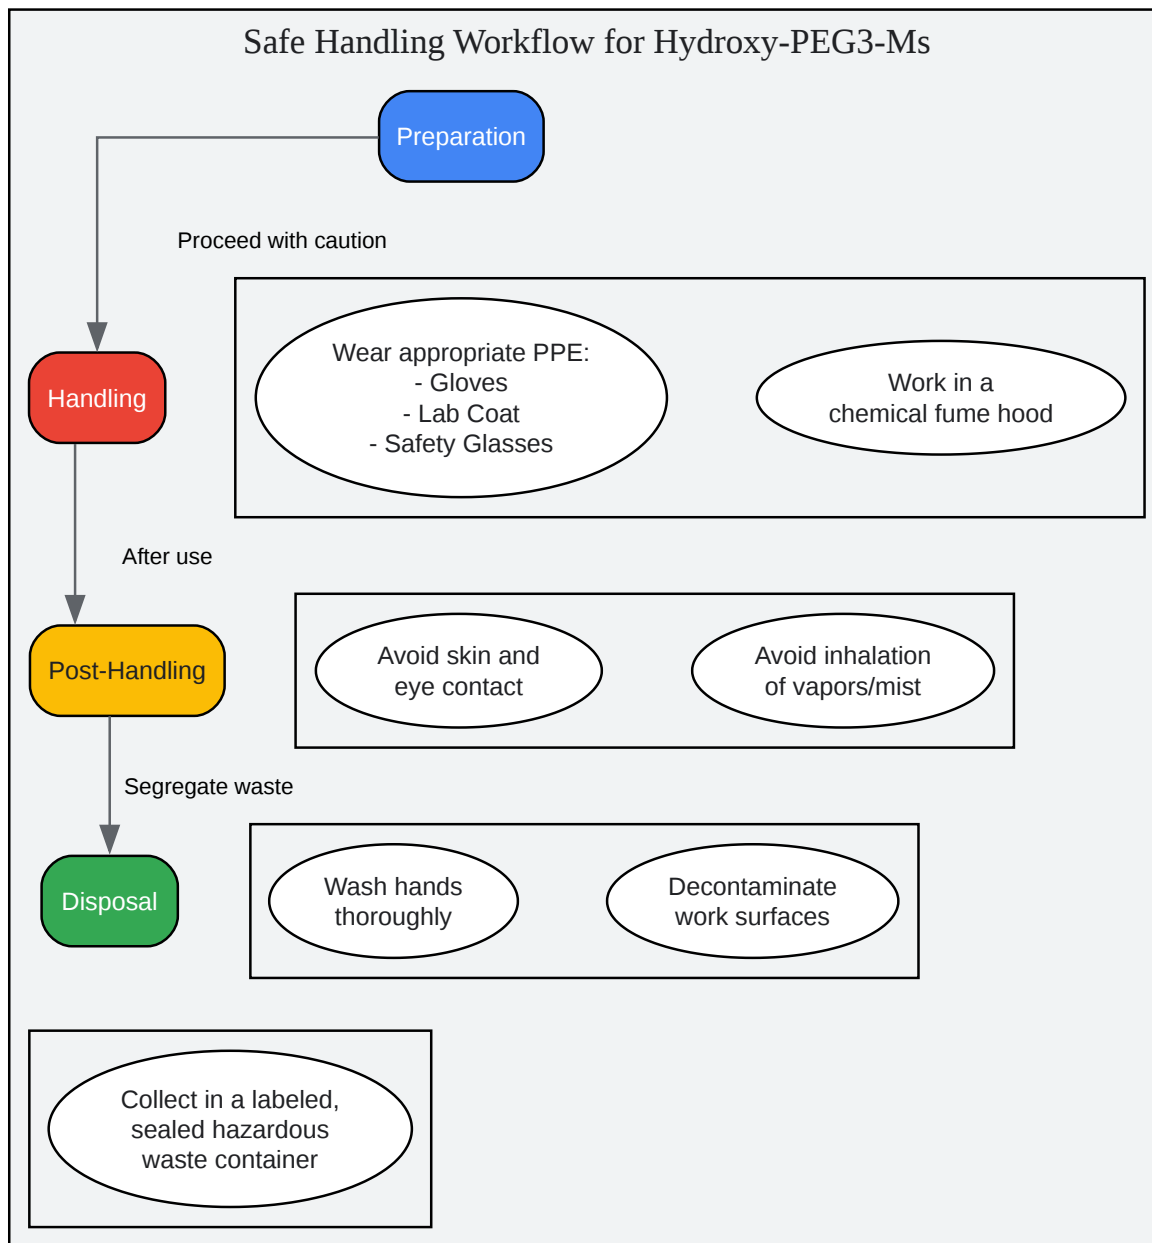 Safe Handling Workflow for Hydroxy-PEG3-Ms
Preparation
Proceed with caution
Handling
Wear appropriate PPE:
- Gloves
- Lab Coat
- Safety Glasses
Work in a
chemical fume hood
After use
Post-Handling
Avoid skin and
eye contact
Avoid inhalation
of vapors/mist
Segregate waste
Disposal
Wash hands
thoroughly
Decontaminate
work surfaces
Collect in a labeled,
sealed hazardous
waste container